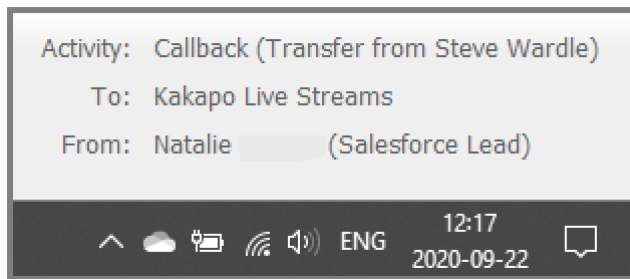 Activity: Callback (Transfer from Steve Wardle)
To: Kakapo Live Streams
From: Natalie (Salesforce Lead)
ENG 12:17
2020-09-22